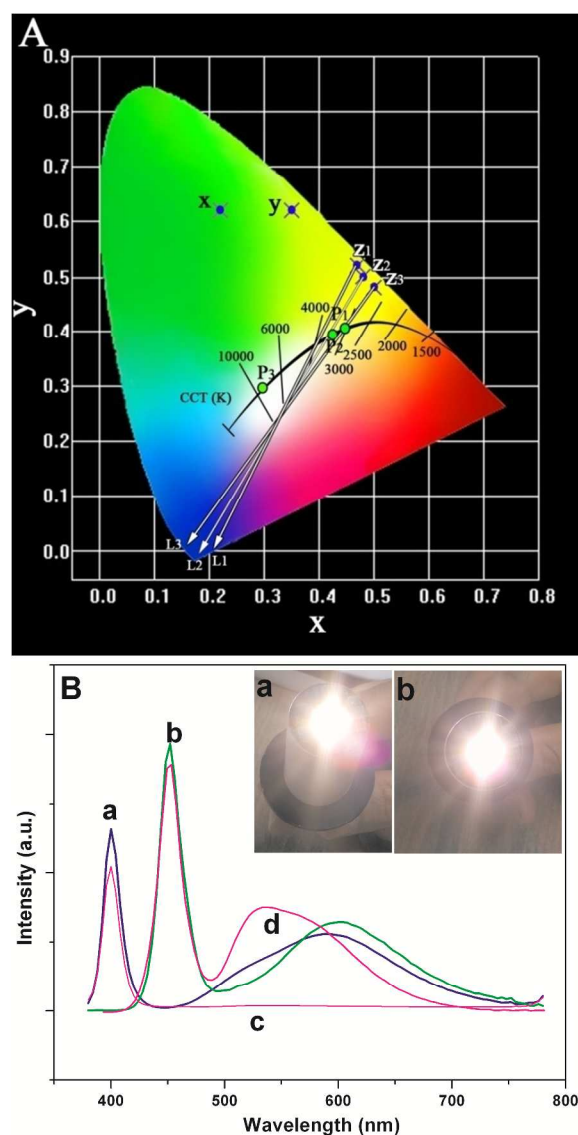 A
0.9
0.8
0.7
0.6
0.5
0.4
0.3
0.2
0.1
0.0
y
x
y
Z1
Z2
Z3
4000
P1
6000
P2
10000
3000
2500
2000
1500
P3
CCT (K)
L3
L2
L1
0.0 0.1 0.2 0.3 0.4 0.5 0.6 0.7 0.8
x
B
a
b
b
a
d
c
Intensity (a.u.)
400 500 600 700 800
Wavelength (nm)